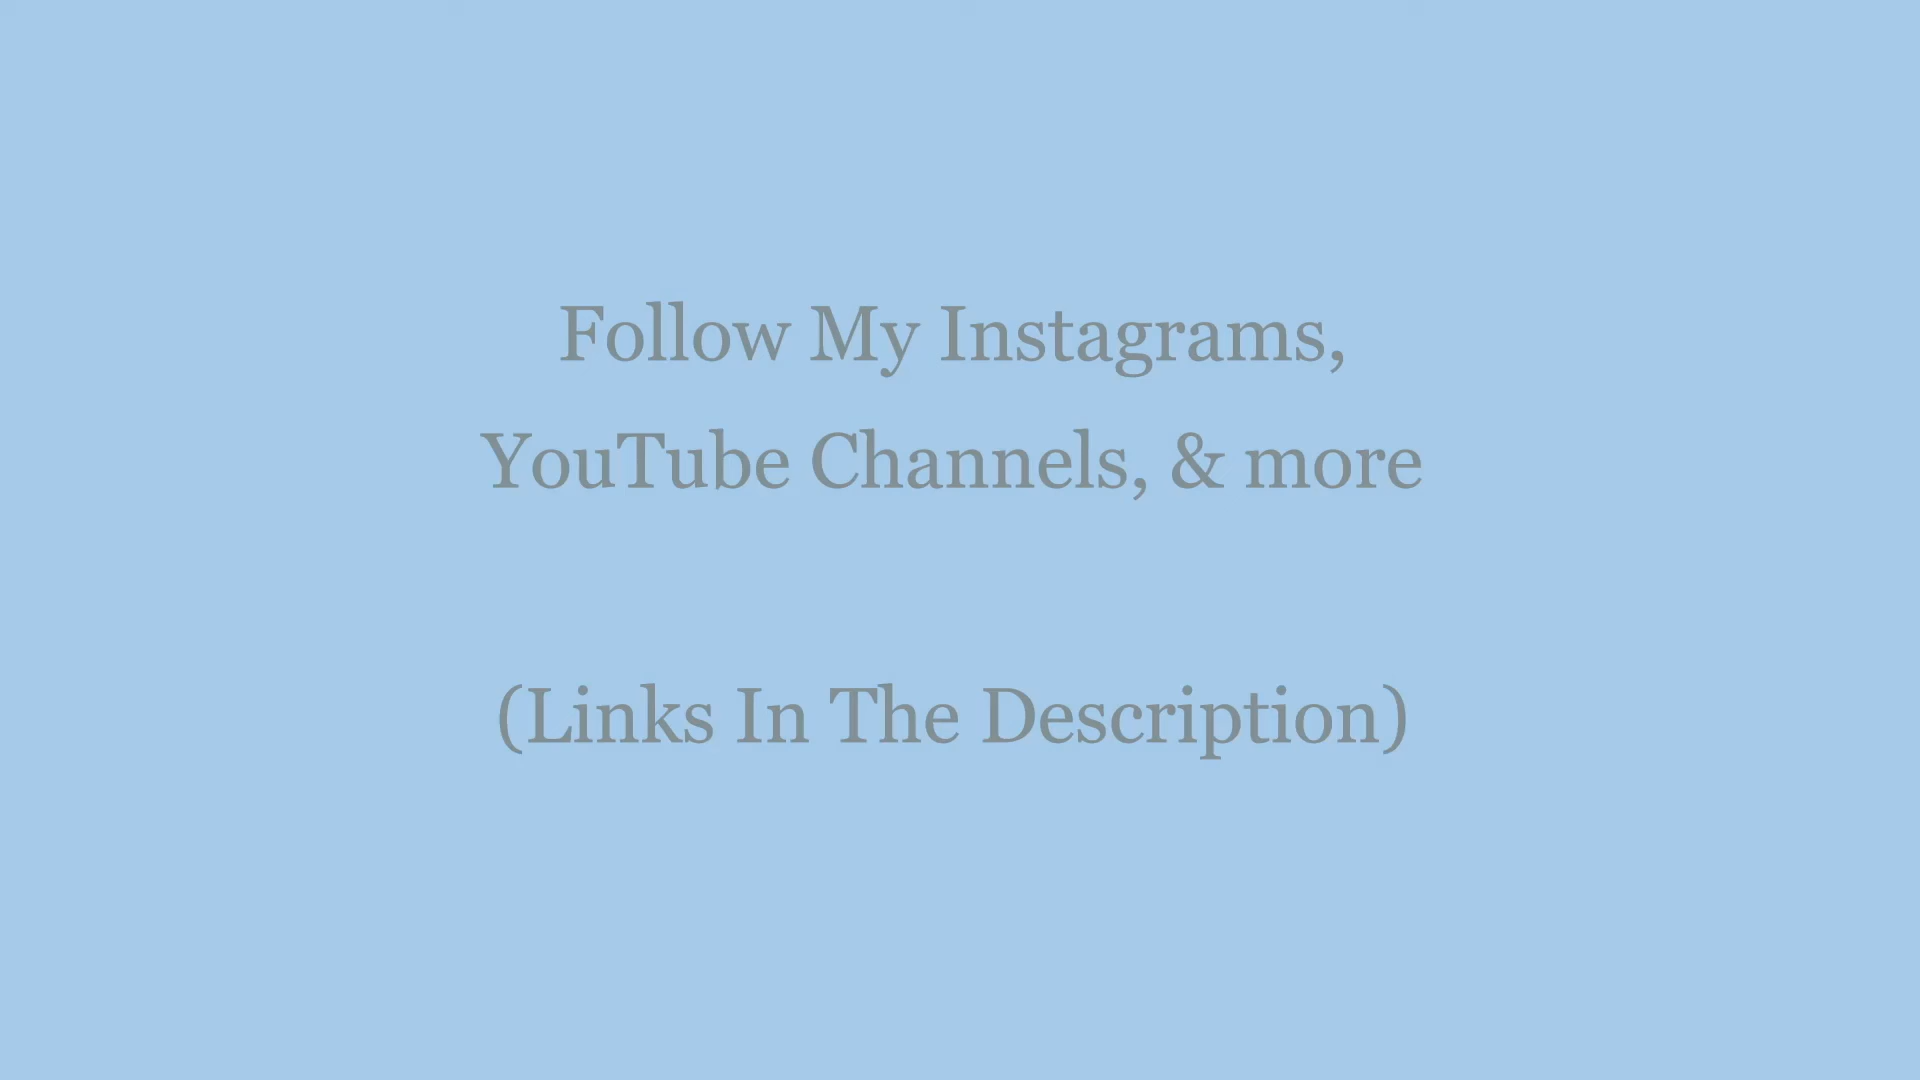 Follow My Instagrams,
YouTube Channels, & more
(Links In The Description)